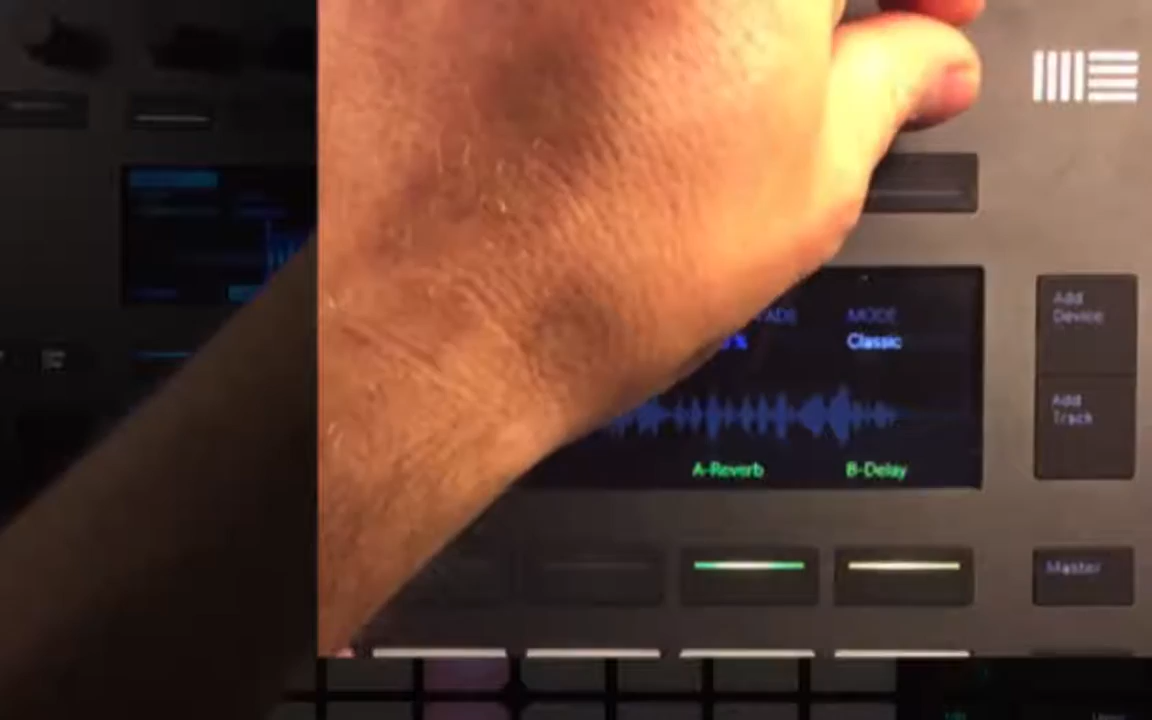 MODE
Classic
A-Reverb
B-Delay
Add
Device
Add
Track
Master